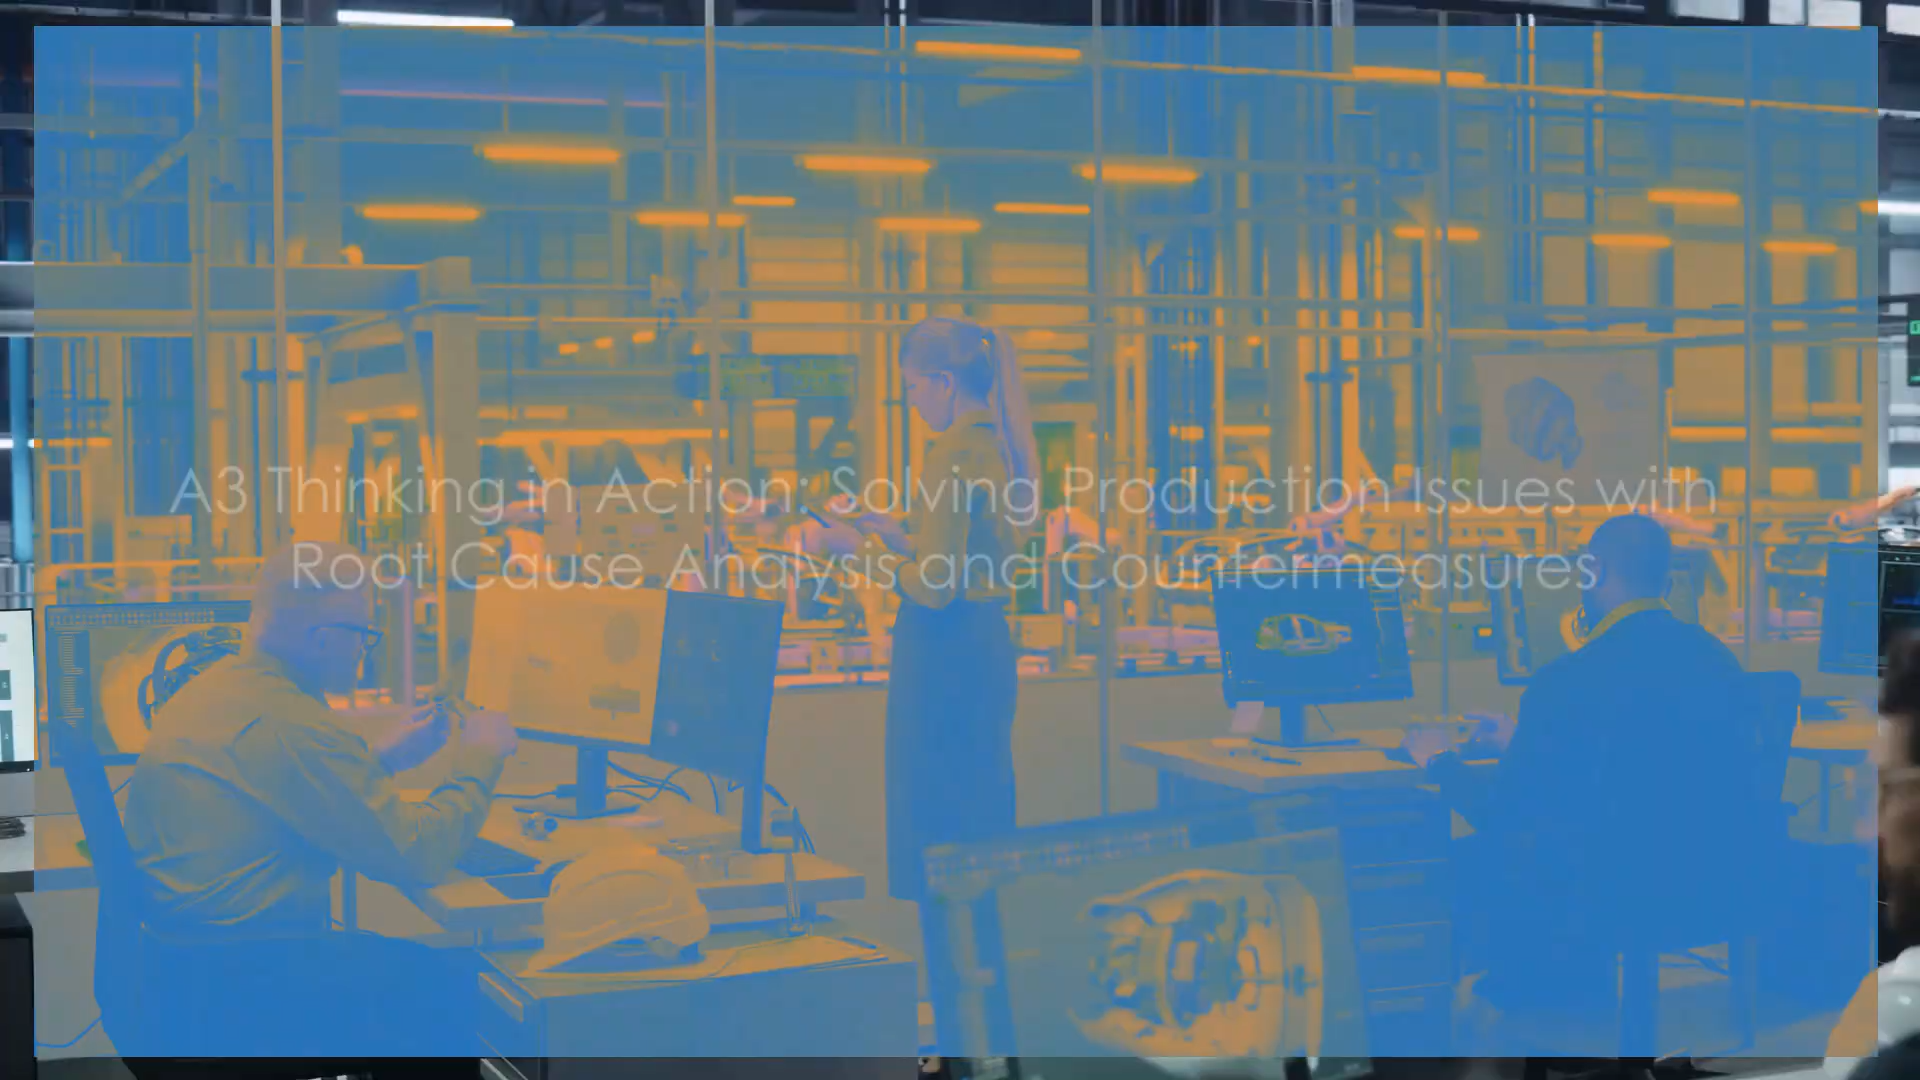 A3 Thinking in Action: Solving Production Issues with
Root Cause Analysis and Countermeasures